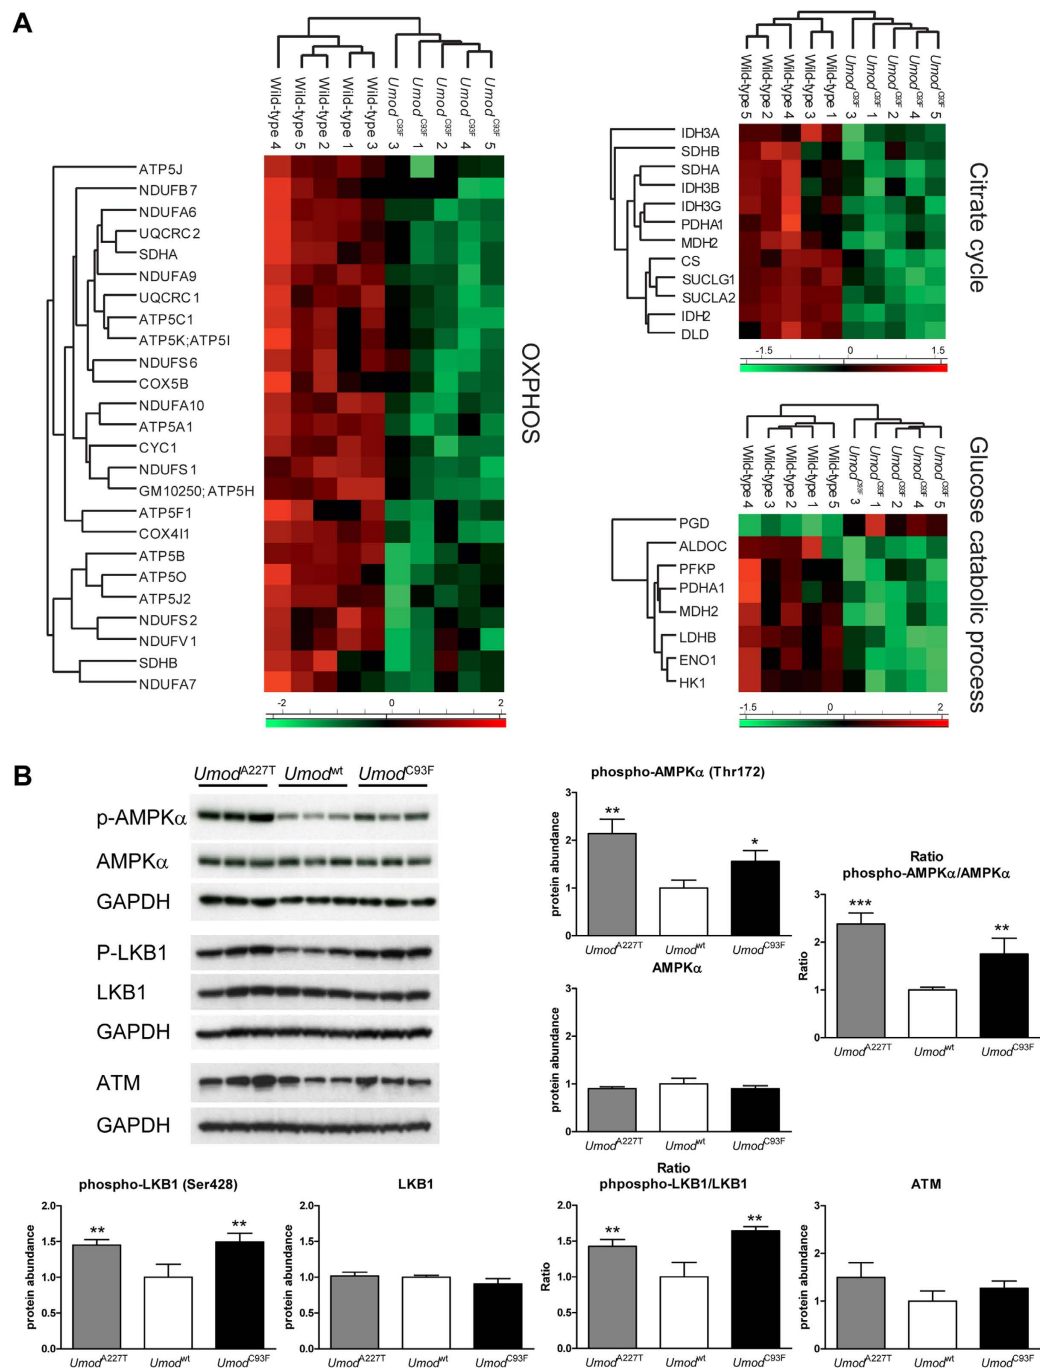 A
Wild-type 4
Wild-type 5
Wild-type 2
Wild-type 1
Wild-type 3
Umod^C93F 3
Umod^C93F 1
Umod^C93F 2
Umod^C93F 4
Umod^C93F 5
ATP5J
NDUFB7
NDUFA6
UQCRC2
SDHA
NDUFA9
UQCRC1
ATP5C1
ATP5K;ATP5I
NDUFS6
COX5B
NDUFA10
ATP5A1
CYC1
NDUFS1
GM10250;ATP5H
ATP5F1
COX4I1
ATP5B
ATP5O
ATP5J2
NDUFS2
NDUFV1
SDHB
NDUFA7
OXPHOS
-2 0 2
Wild-type 5
Wild-type 2
Wild-type 4
Wild-type 3
Wild-type 1
Umod^C93F 3
Umod^C93F 1
Umod^C93F 2
Umod^C93F 4
Umod^C93F 5
IDH3A
SDHB
SDHA
IDH3B
IDH3G
PDHA1
MDH2
CS
SUCLG1
SUCLA2
IDH2
DLD
Citrate cycle
-1.5 0 1.5
Wild-type 4
Wild-type 3
Wild-type 2
Wild-type 1
Wild-type 5
Umod^C93F 3
Umod^C93F 1
Umod^C93F 2
Umod^C93F 4
Umod^C93F 5
PGD
ALDOC
PFKP
PDHA1
MDH2
LDHB
ENO1
HK1
Glucose catabolic process
-1.5 0 2
B
Umod^A227T Umod^wt Umod^C93F
p-AMPKα
AMPKα
GAPDH
P-LKB1
LKB1
GAPDH
ATM
GAPDH
phospho-AMPKα (Thr172)
protein abundance
3
2
1
0
**
*
Umod^A227T Umod^wt Umod^C93F
AMPKα
protein abundance
3
2
1
0
Umod^A227T Umod^wt Umod^C93F
Ratio
phospho-AMPKα/AMPKα
Ratio
3
2
1
0
***
**
Umod^A227T Umod^wt Umod^C93F
phospho-LKB1 (Ser428)
protein abundance
2.0
1.5
1.0
0.5
0.0
**
**
Umod^A227T Umod^wt Umod^C93F
LKB1
protein abundance
2.0
1.5
1.0
0.5
0.0
Umod^A227T Umod^wt Umod^C93F
Ratio
phpospho-LKB1/LKB1
Ratio
2.0
1.5
1.0
0.5
0.0
**
**
Umod^A227T Umod^wt Umod^C93F
ATM
protein abundance
3
2
1
0
Umod^A227T Umod^wt Umod^C93F